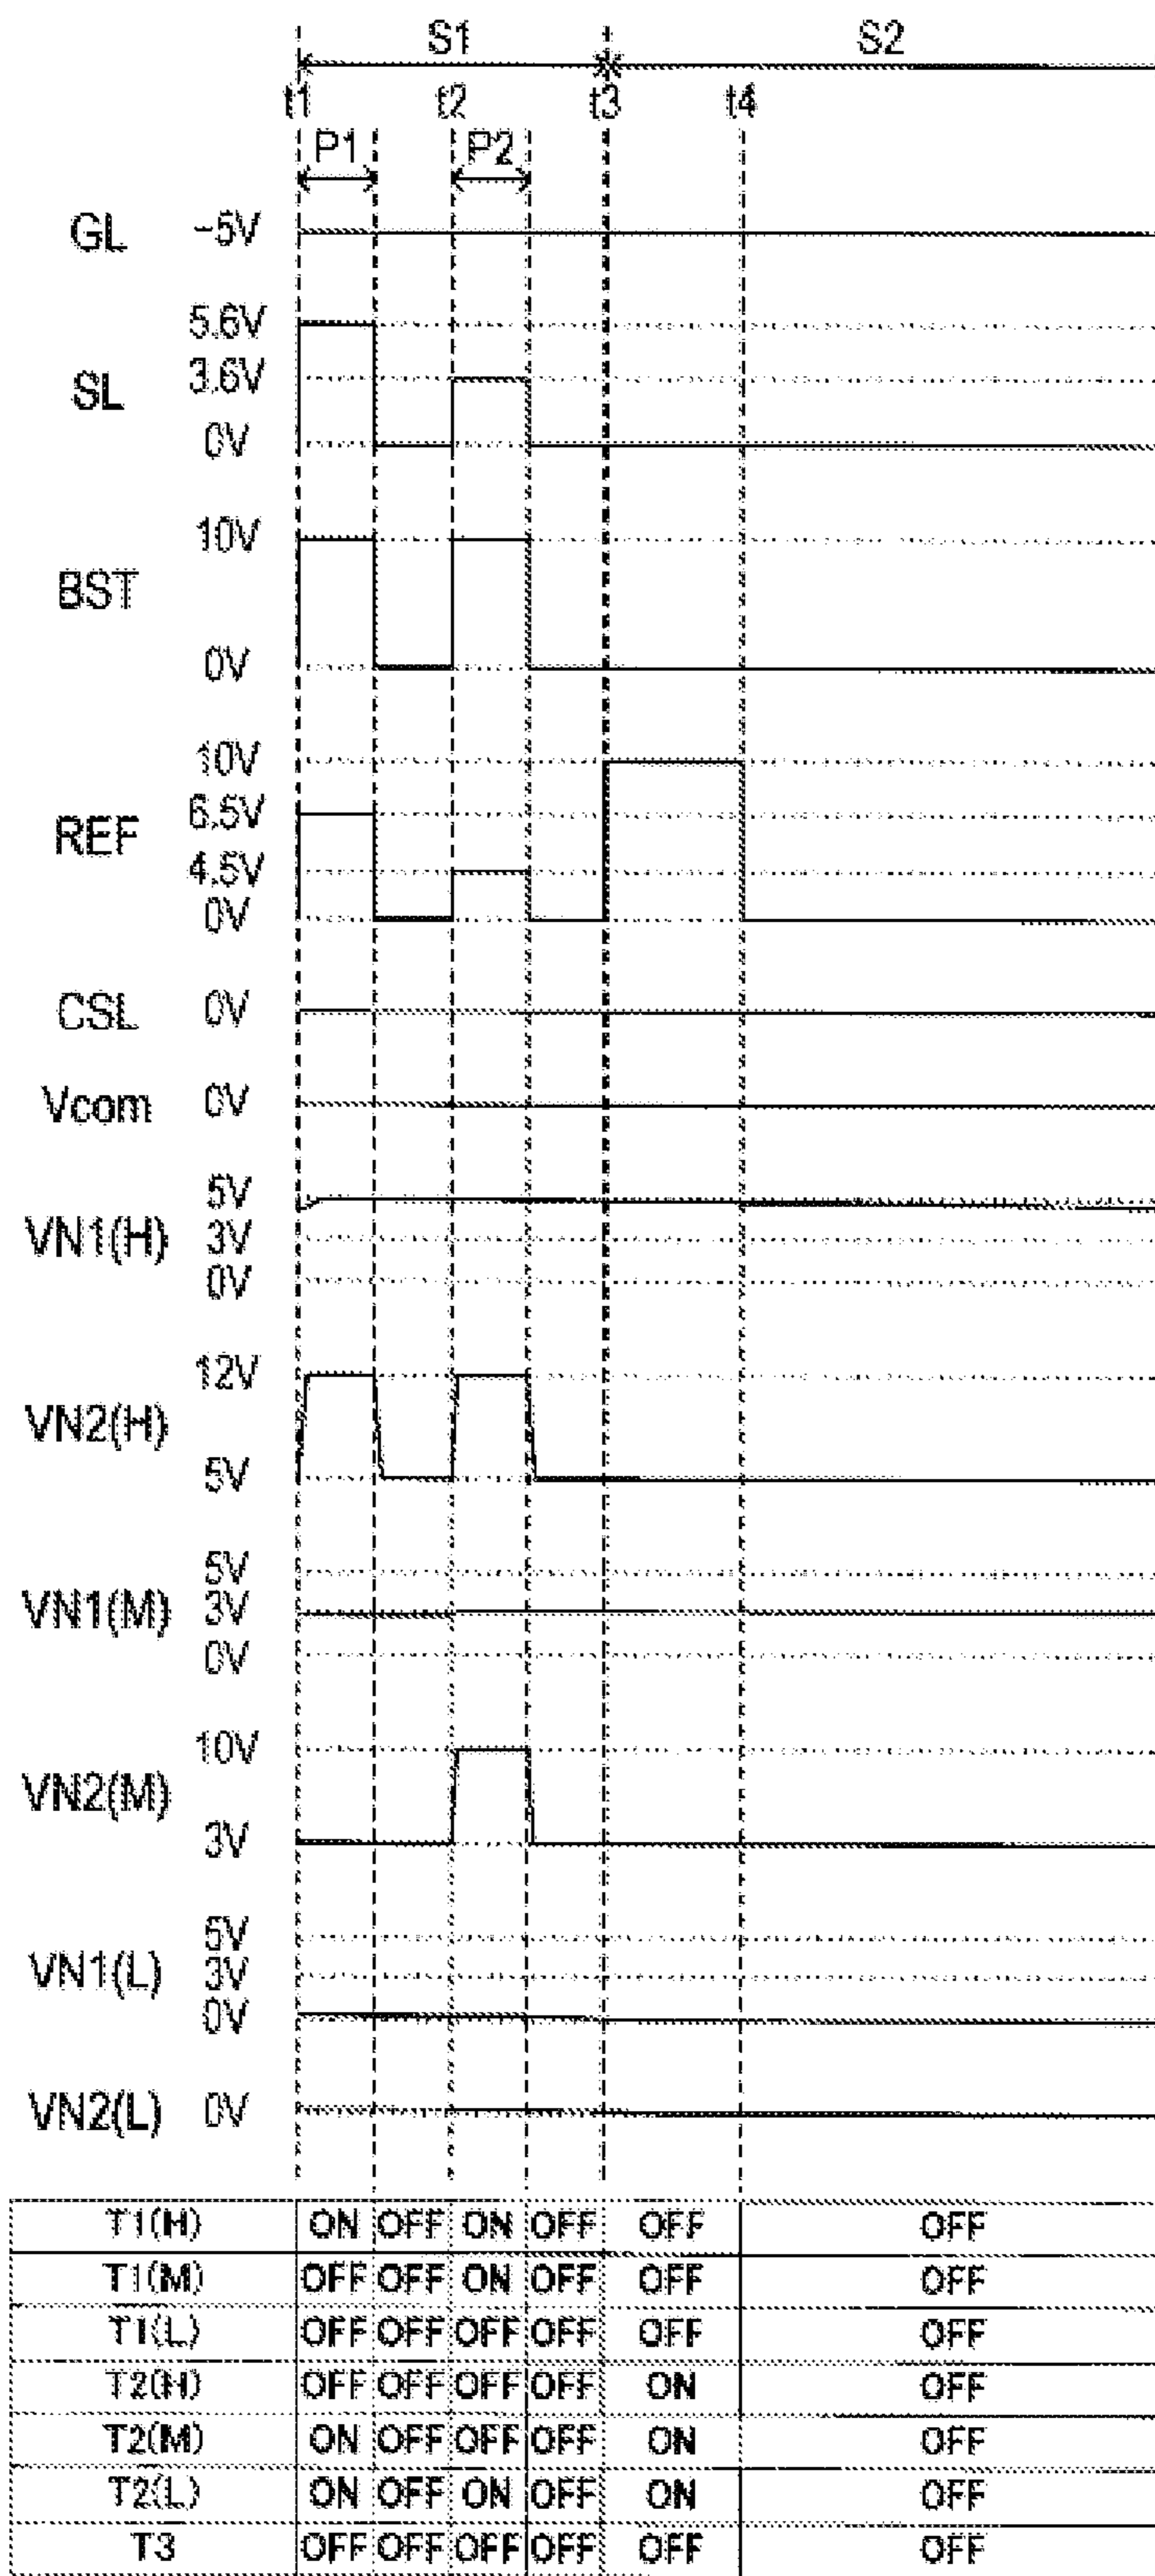 S1 S2
t1 t2 t3 t4
P1 P2
GL -5V
5.6V
SL 3.6V
0V
10V
BST
0V
10V
REF 6.5V
4.5V
0V
CSL 0V
Vcom 0V
5V
VN1(H) 3V
0V
12V
VN2(H)
5V
5V
VN1(M) 3V
0V
10V
VN2(M)
3V
5V
VN1(L) 3V
0V
VN2(L) 0V
T1(H) ON OFF ON OFF OFF OFF
T1(M) OFF OFF ON OFF OFF OFF
T1(L) OFF OFF OFF OFF OFF OFF
T2(H) OFF OFF OFF OFF ON OFF
T2(M) ON OFF OFF OFF ON OFF
T2(L) ON OFF ON OFF ON OFF
T3 OFF OFF OFF OFF OFF OFF